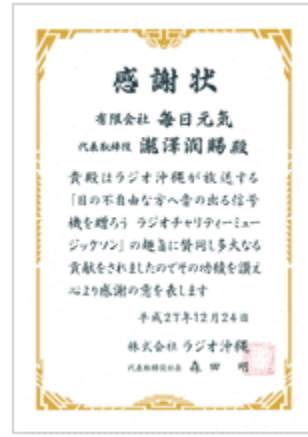 感謝状
有限会社 毎日元気
代表取締役 瀧澤潤賜殿
貴殿はラジオ沖縄が放送する
「目の不自由な方へ音の出る信号
機を贈ろう ラジオチャリティーミュー
ジックソン」の趣旨に賛同し多大なる
貢献をされましたのでその功績を讃え
心より感謝の意を表します
平成27年12月24日
株式会社 ラジオ沖縄
代表取締役社長 森田 明